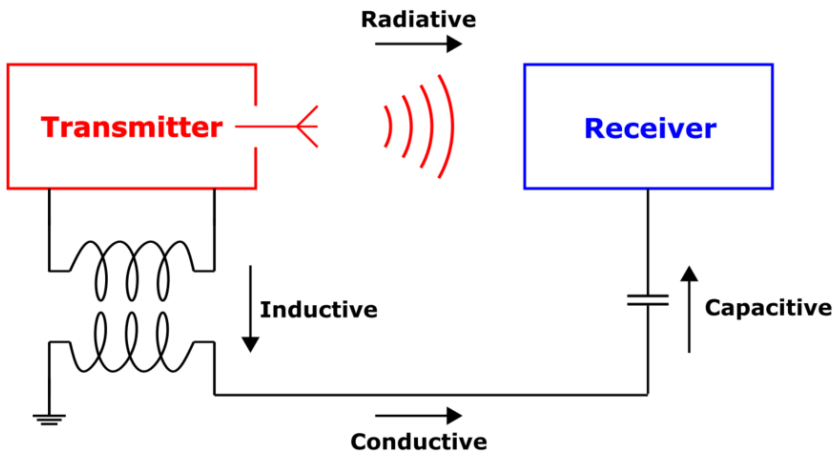 Radiative
Transmitter
Receiver
Inductive
Capacitive
Conductive